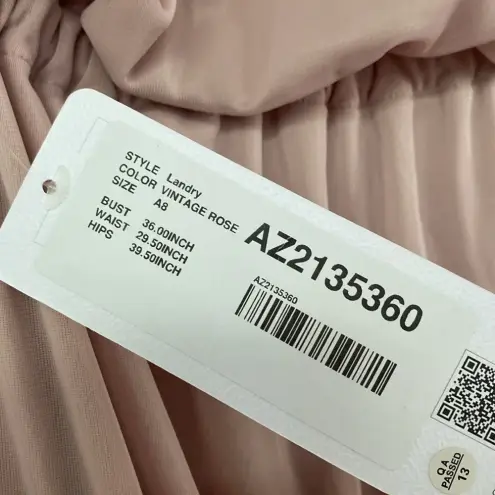 STYLE Landry
COLOR VINTAGE ROSE
SIZE A8
BUST 36.00INCH
WAIST 29.50INCH
HIPS 39.50INCH
AZ2135360
AZ2135360
QA
PASSED
13